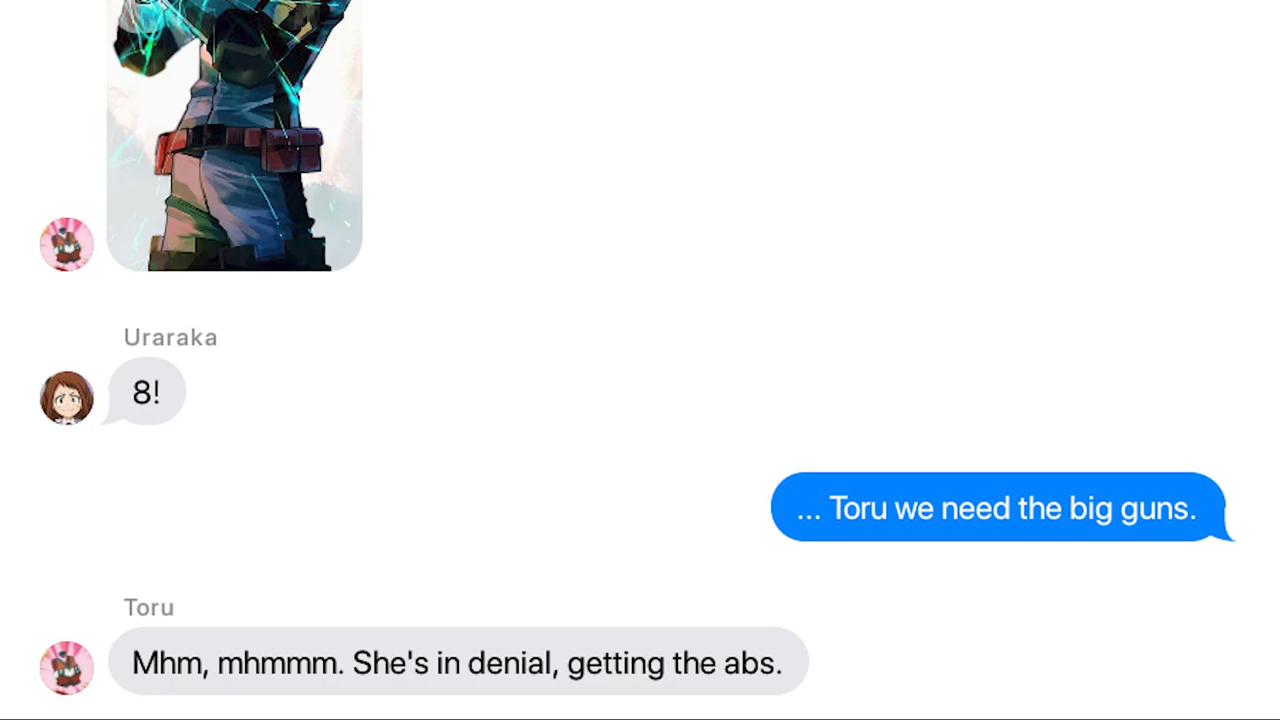 Uraraka
8!
... Toru we need the big guns.
Toru
Mhm, mhmmm. She's in denial, getting the abs.